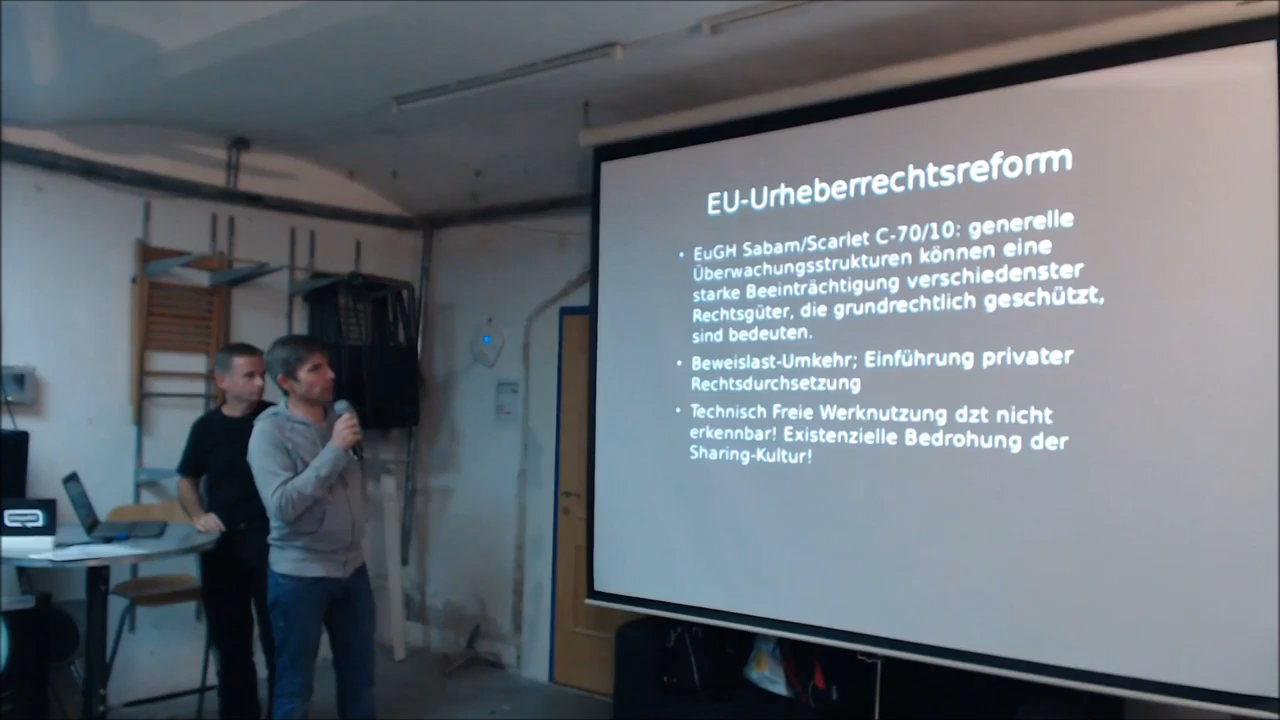 EU-Urheberrechtsreform
• EuGH Sabam/Scarlet C-70/10: generelle
Überwachungsstrukturen können eine
starke Beeinträchtigung verschiedenster
Rechtsgüter, die grundrechtlich geschützt,
sind bedeuten.
• Beweislast-Umkehr; Einführung privater
Rechtsdurchsetzung
• Technisch Freie Werknutzung dzt nicht
erkennbar! Existenzielle Bedrohung der
Sharing-Kultur!